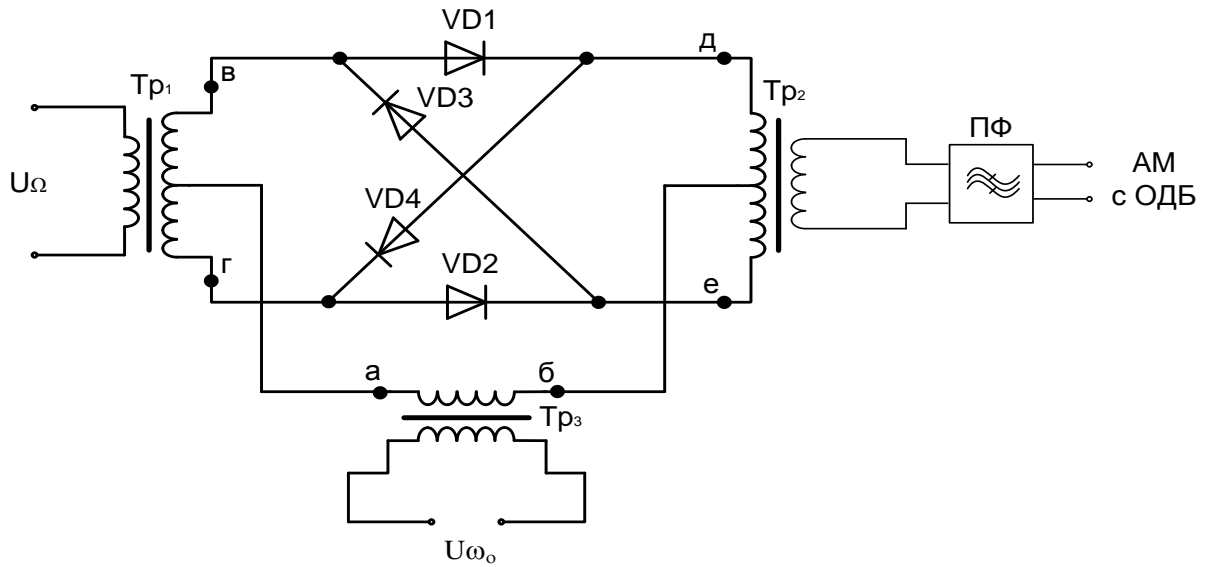 VD1
д
в
Тр₁
VD3
Тр₂
ПФ
АМ
с ОДБ
UΩ
VD4
г
VD2
е
а
б
Тр₃
Uω₀